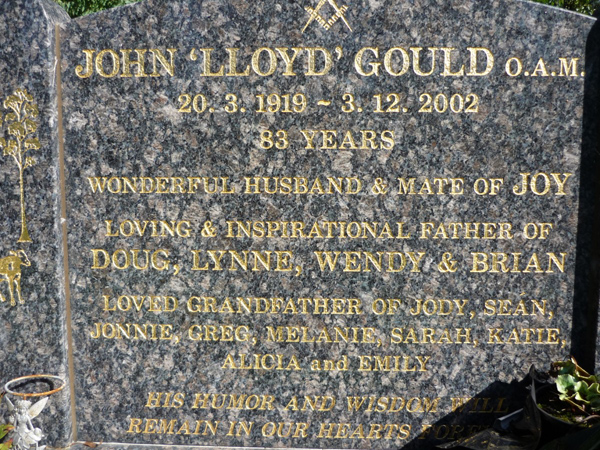 JOHN 'LLOYD' GOULD O.A.M.
20. 3. 1919 ~ 3. 12. 2002
83 YEARS
WONDERFUL HUSBAND & MATE OF JOY
LOVING & INSPIRATIONAL FATHER OF
DOUG, LYNNE, WENDY & BRIAN
LOVED GRANDFATHER OF JODY, SEAN,
JONNIE, GREG, MELANIE, SARAH, KATIE,
ALICIA and EMILY
HIS HUMOR AND WISDOM WILL
REMAIN IN OUR HEARTS